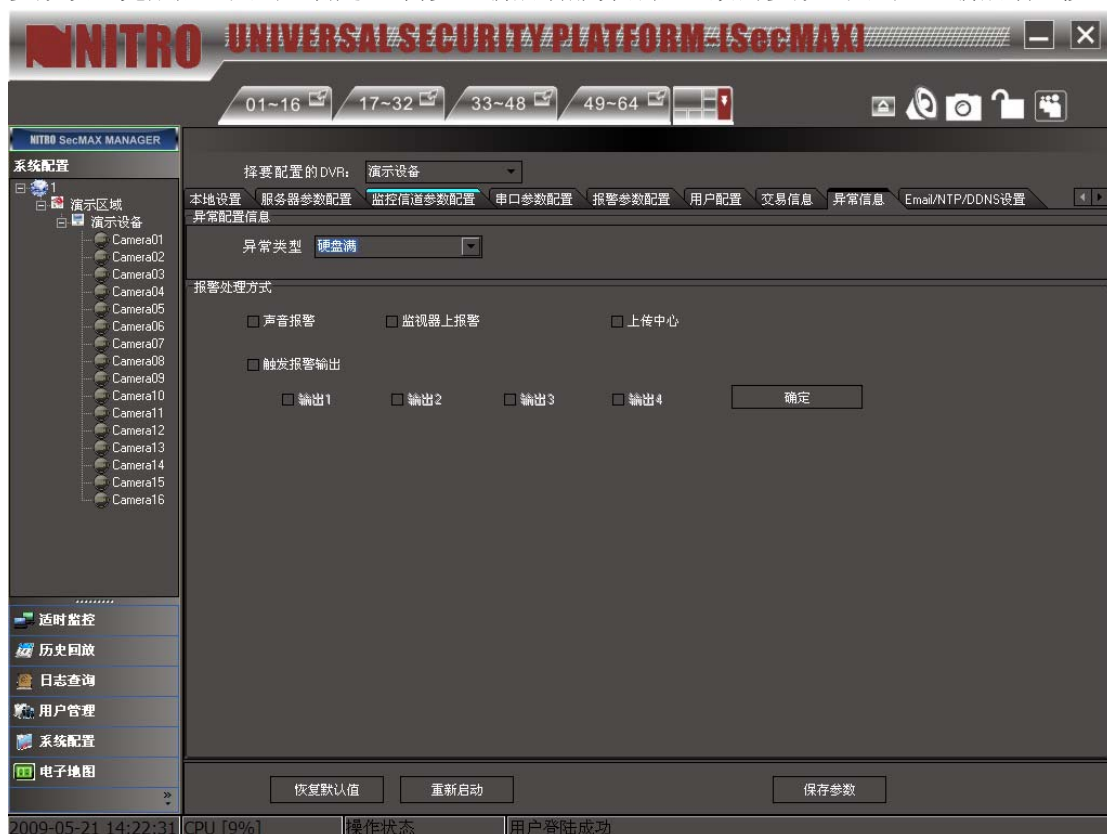 NITRO UNIVERSAL SECURITY PLATFORM-[SecMAX]
01~16 17~32 33~48 49~64
NITRO SecMAX MANAGER
系统配置
择要配置的DVR: 演示设备
本地设置 服务器参数配置 监控信道参数配置 串口参数配置 报警参数配置 用户配置 交易信息 异常信息 Email/NTP/DDNS设置
1
演示区域
演示设备
Camera01
Camera02
Camera03
Camera04
Camera05
Camera06
Camera07
Camera08
Camera09
Camera10
Camera11
Camera12
Camera13
Camera14
Camera15
Camera16
异常配置信息
异常类型 硬盘满
报警处理方式
声音报警 监视器上报警 上传中心
触发报警输出
输出1 输出2 输出3 输出4 确定
适时监控
历史回放
日志查询
用户管理
系统配置
电子地图
恢复默认值 重新启动 保存参数
2009-05-21 14:22:31 CPU [9%] 操作状态 用户登陆成功